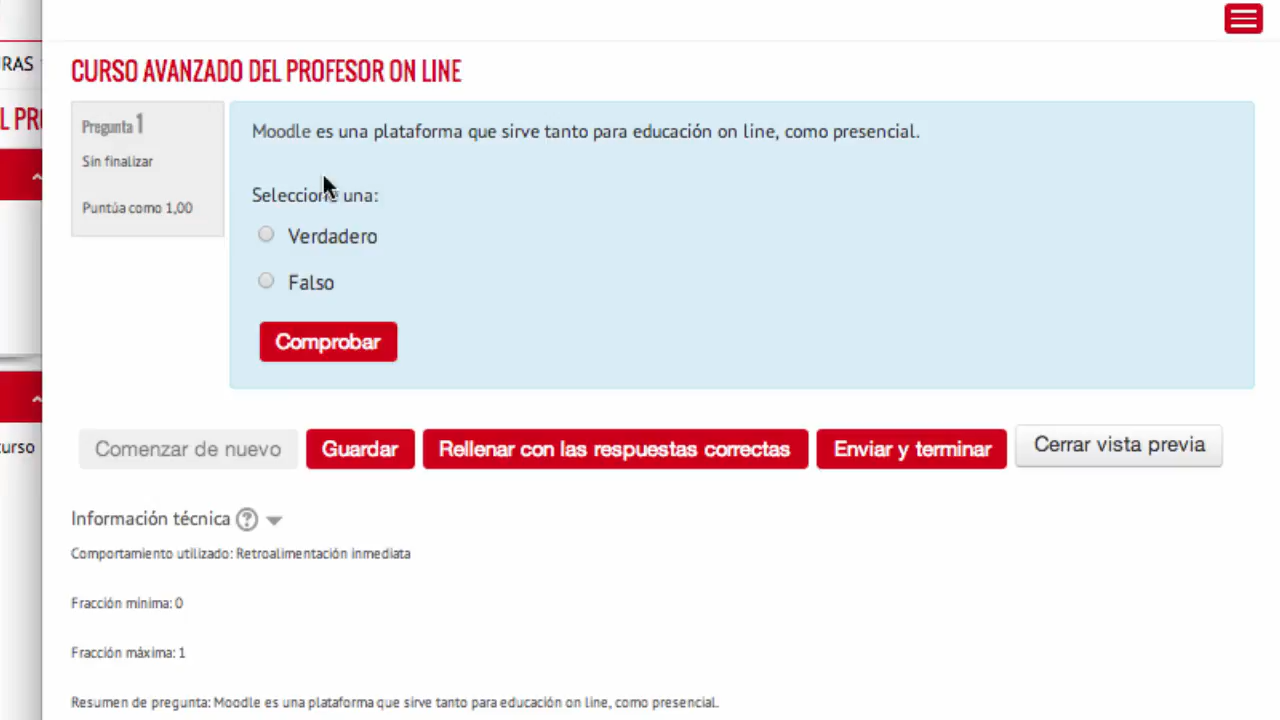 RAS
L PR
urso
CURSO AVANZADO DEL PROFESOR ON LINE
Pregunta 1
Sin finalizar
Puntúa como 1,00
Moodle es una plataforma que sirve tanto para educación on line, como presencial.
Seleccione una:
Verdadero
Falso
Comprobar
Comenzar de nuevo
Guardar
Rellenar con las respuestas correctas
Enviar y terminar
Cerrar vista previa
Información técnica
Comportamiento utilizado: Retroalimentación inmediata
Fracción mínima: 0
Fracción máxima: 1
Resumen de pregunta: Moodle es una plataforma que sirve tanto para educación on line, como presencial.